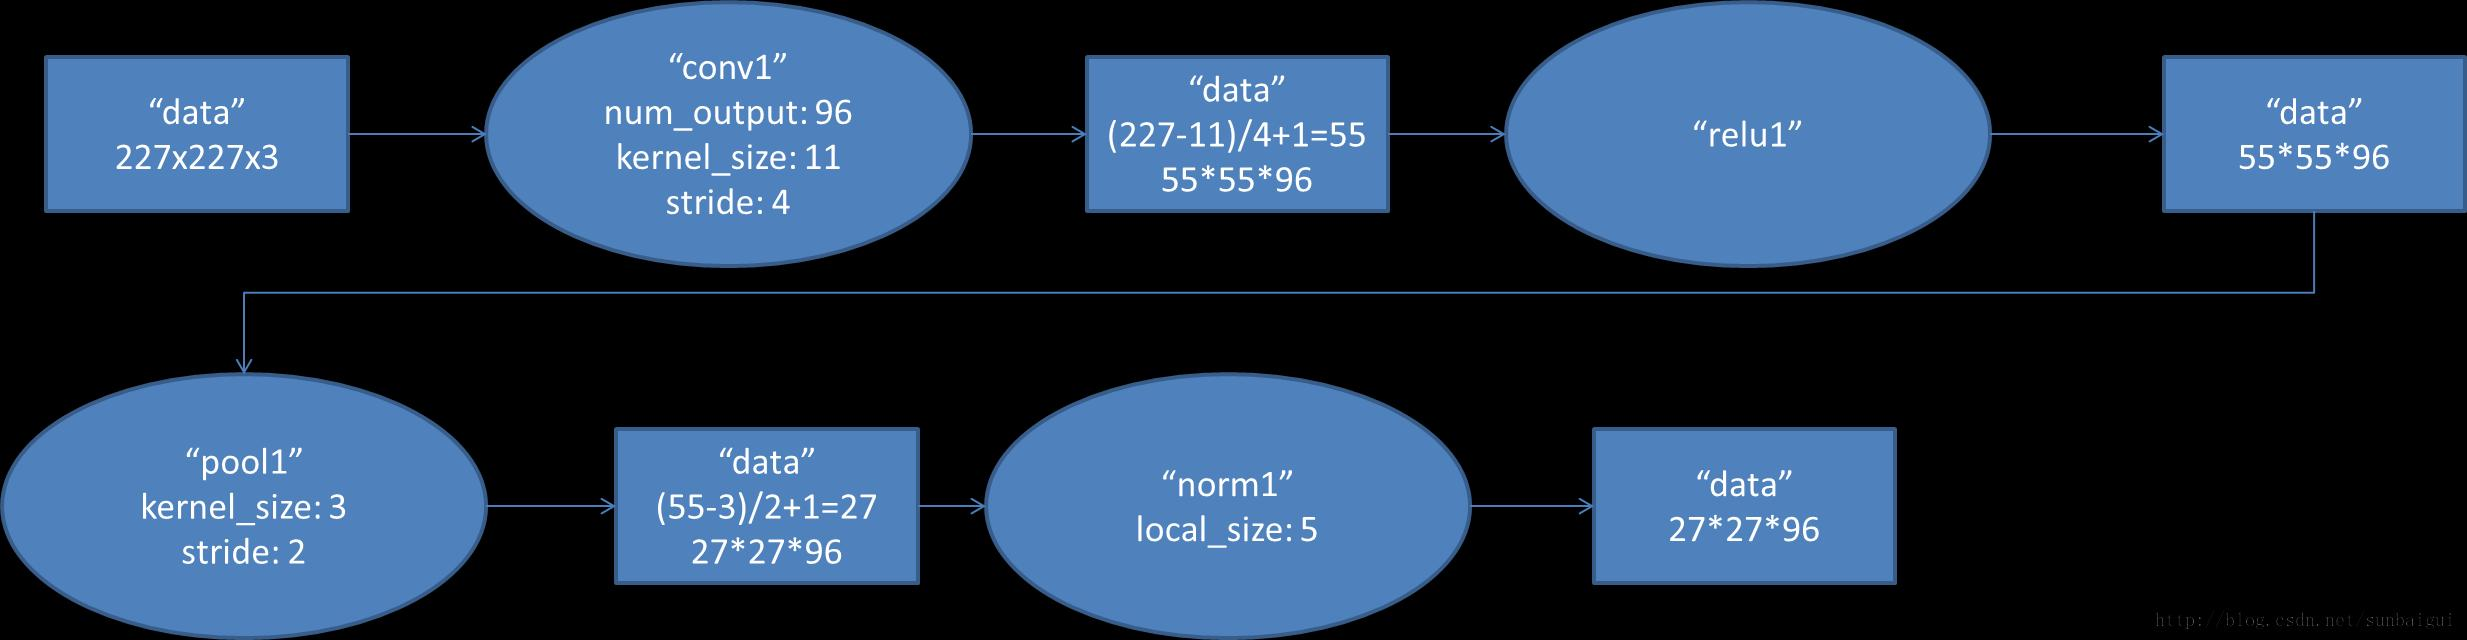 “data”
227x227x3
“conv1”
num_output: 96
kernel_size: 11
stride: 4
“data”
(227-11)/4+1=55
55*55*96
“relu1”
“data”
55*55*96
“pool1”
kernel_size: 3
stride: 2
“data”
(55-3)/2+1=27
27*27*96
“norm1”
local_size: 5
“data”
27*27*96
http://blog.csdn.net/sunbaigui